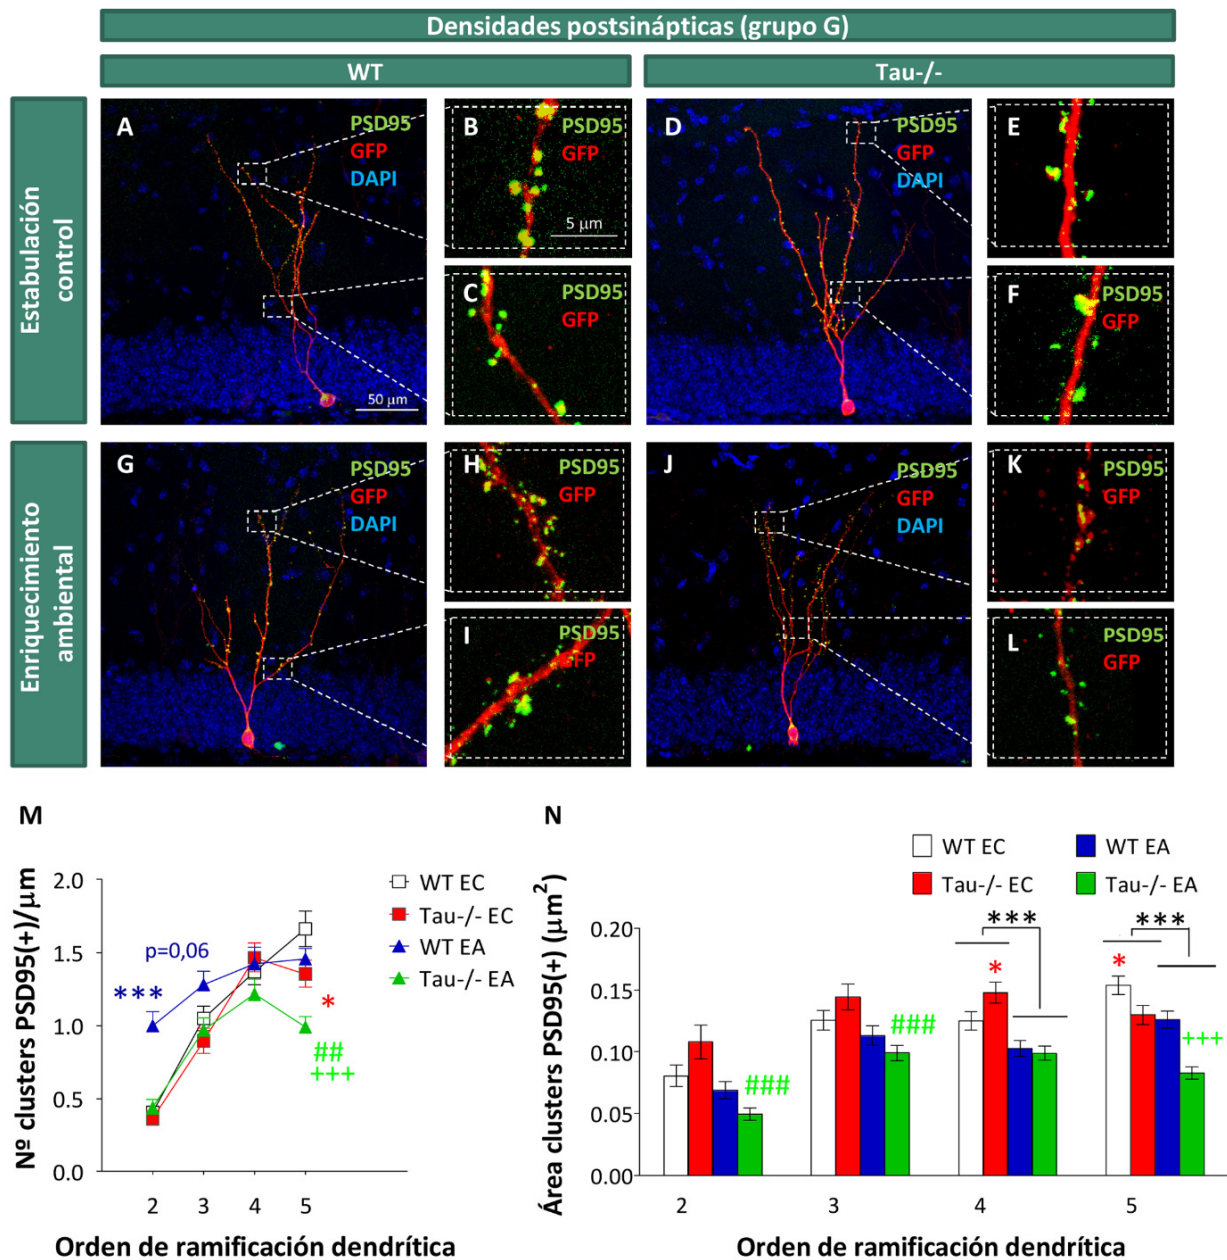 Densidades postsinápticas (grupo G)
WT
Tau-/-
Estabulación control
Enriquecimiento ambiental
A
PSD95
GFP
DAPI
50 μm
B
PSD95
GFP
5 μm
C
PSD95
GFP
D
PSD95
GFP
DAPI
E
PSD95
GFP
F
PSD95
GFP
G
PSD95
GFP
DAPI
H
PSD95
GFP
I
PSD95
GFP
J
PSD95
GFP
DAPI
K
PSD95
GFP
L
PSD95
GFP
M
Nº clusters PSD95(+)/μm
2.0
1.5
1.0
0.5
0.0
p=0,06
***
*
##
+++
WT EC
Tau-/- EC
WT EA
Tau-/- EA
2 3 4 5
Orden de ramificación dendrítica
N
WT EC
WT EA
Tau-/- EC
Tau-/- EA
Área clusters PSD95(+) (μm²)
0.20
0.15
0.10
0.05
0.00
***
***
*
*
###
###
+++
2 3 4 5
Orden de ramificación dendrítica